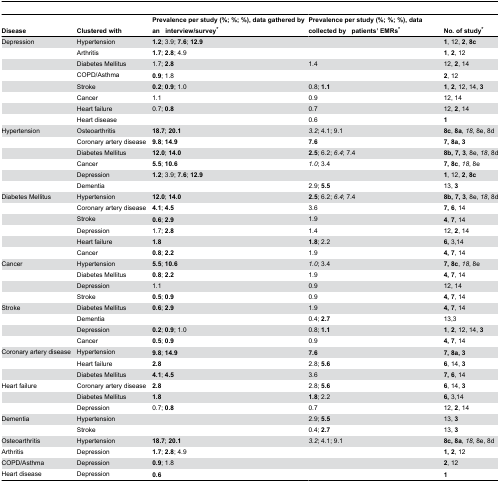 Disease Clustered with Prevalence per study (%; %; %), data gathered by an interview/survey* Prevalence per study (%; %; %), data collected by patients' EMRs* No. of study*
Depression Hypertension 1.2; 3.9; 7.6; 12.9 1, 12, 2, 8c
Arthritis 1.7; 2.8; 4.9 1, 2, 12
Diabetes Mellitus 1.7; 2.8 1.4 12, 2, 14
COPD/Asthma 0.9; 1.8 2, 12
Stroke 0.2; 0.9; 1.0 0.8; 1.1 1, 2, 12, 14, 3
Cancer 1.1 0.9 12, 14
Heart failure 0.7; 0.8 0.7 12, 2, 14
Heart disease 0.6 1
Hypertension Osteoarthritis 18.7; 20.1 3.2; 4.1; 9.1 8c, 8a, 18, 8e, 8d
Coronary artery disease 9.8; 14.9 7.6 7, 8a, 3
Diabetes Mellitus 12.0; 14.0 2.5; 6.2; 6.4; 7.4 8b, 7, 3, 8e, 18, 8d
Cancer 5.5; 10.6 1.0; 3.4 7, 8c, 18, 8e
Depression 1.2; 3.9; 7.6; 12.9 1, 12, 2, 8c
Dementia 2.9; 5.5 13, 3
Diabetes Mellitus Hypertension 12.0; 14.0 2.5; 6.2; 6.4; 7.4 8b, 7, 3, 8e, 18, 8d
Coronary artery disease 4.1; 4.5 3.6 7, 6, 14
Stroke 0.6; 2.9 1.9 4, 7, 14
Depression 1.7; 2.8 1.4 12, 2, 14
Heart failure 1.8 1.8; 2.2 6, 3,14
Cancer 0.8; 2.2 1.9 4, 7, 14
Cancer Hypertension 5.5; 10.6 1.0; 3.4 7, 8c, 18, 8e
Diabetes Mellitus 0.8; 2.2 1.9 4, 7, 14
Depression 1.1 0.9 12, 14
Stroke 0.5; 0.9 0.9 4, 7, 14
Stroke Diabetes Mellitus 0.6; 2.9 1.9 4, 7, 14
Dementia 0.4; 2.7 13,3
Depression 0.2; 0.9; 1.0 0.8; 1.1 1, 2, 12, 14, 3
Cancer 0.5; 0.9 0.9 4, 7, 14
Coronary artery disease Hypertension 9.8; 14.9 7.6 7, 8a, 3
Heart failure 2.8 2.8; 5.6 6, 14, 3
Diabetes Mellitus 4.1; 4.5 3.6 7, 6, 14
Heart failure Coronary artery disease 2.8 2.8; 5.6 6, 14, 3
Diabetes Mellitus 1.8 1.8; 2.2 6, 3,14
Depression 0.7; 0.8 0.7 12, 2, 14
Dementia Hypertension 2.9; 5.5 13, 3
Stroke 0.4; 2.7 13, 3
Osteoarthritis Hypertension 18.7; 20.1 3.2; 4.1; 9.1 8c, 8a, 18, 8e, 8d
Arthritis Depression 1.7; 2.8; 4.9 1, 2, 12
COPD/Asthma Depression 0.9; 1.8 2, 12
Heart disease Depression 0.6 1